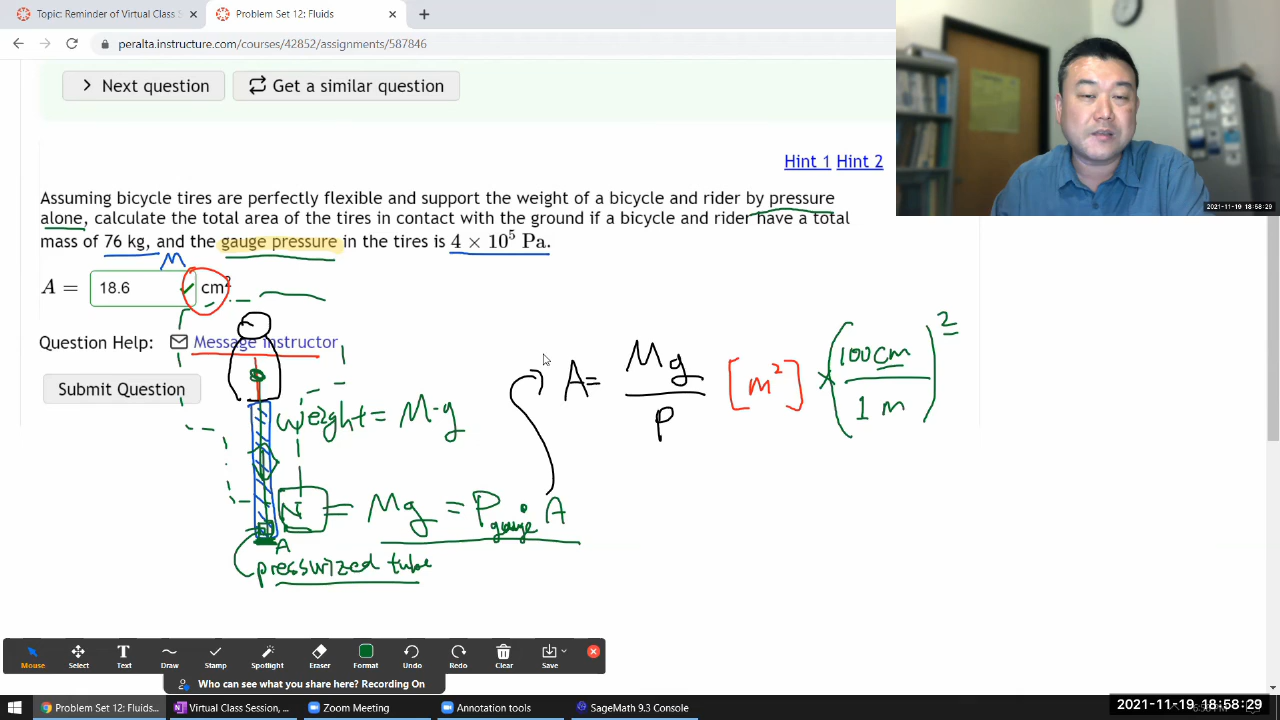 Topic: Reminder of Virtual Class S
Problem Set 12: Fluids
peralta.instructure.com/courses/42852/assignments/587846
Next question
Get a similar question
Hint 1 Hint 2
Assuming bicycle tires are perfectly flexible and support the weight of a bicycle and rider by pressure
alone, calculate the total area of the tires in contact with the ground if a bicycle and rider have a total
mass of 76 kg, and the gauge pressure in the tires is 4 × 10⁵ Pa.
M
A = 18.6 cm²
Question Help: Message instructor
Submit Question
A = Mg / P [m²] × (100 cm / 1 m)²
weight = M·g
N = Mg = P gauge · A
A
pressurized tube
Mouse Select Text Draw Stamp Spotlight Eraser Format Undo Redo Clear Save
Who can see what you share here? Recording On
Problem Set 12: Fluids...
Virtual Class Session, ...
Zoom Meeting
Annotation tools
SageMath 9.3 Console
2021-11-19 18:58:29
2021-11-19 18:58:29